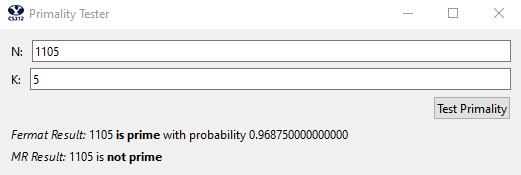 CS312
Primality Tester
N: 1105
K: 5
Test Primality
Fermat Result: 1105 is prime with probability 0.968750000000000
MR Result: 1105 is not prime